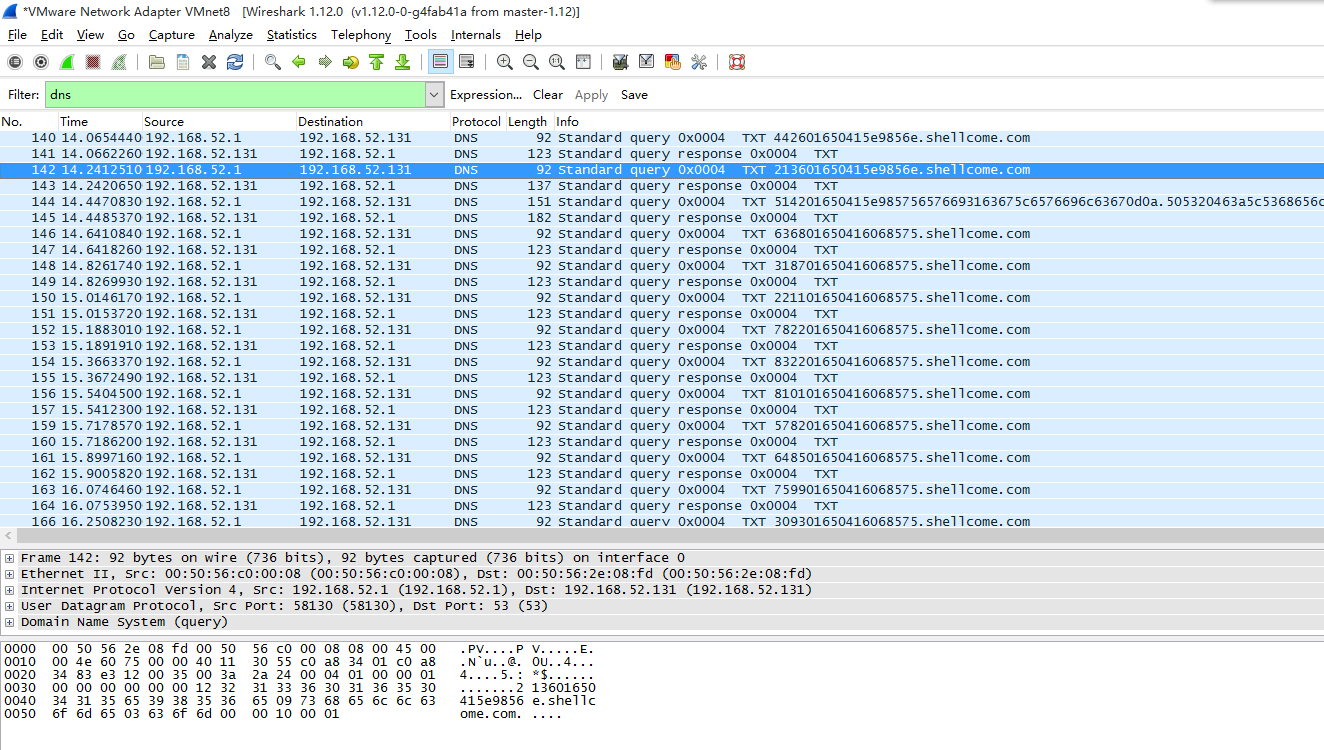 *VMware Network Adapter VMnet8 [Wireshark 1.12.0 (v1.12.0-0-g4fab41a from master-1.12)]
File Edit View Go Capture Analyze Statistics Telephony Tools Internals Help
Filter: dns Expression... Clear Apply Save
No. Time Source Destination Protocol Length Info
140 14.0654440 192.168.52.1 192.168.52.131 DNS 92 Standard query 0x0004 TXT 442601650415e9856e.shellcome.com
141 14.0662260 192.168.52.131 192.168.52.1 DNS 123 Standard query response 0x0004 TXT
142 14.2412510 192.168.52.1 192.168.52.131 DNS 92 Standard query 0x0004 TXT 213601650415e9856e.shellcome.com
143 14.2420650 192.168.52.131 192.168.52.1 DNS 137 Standard query response 0x0004 TXT
144 14.4470830 192.168.52.1 192.168.52.131 DNS 151 Standard query 0x0004 TXT 514201650415e985756576693163675c6576696c63670d0a.505320463a5c5368656c
145 14.4485370 192.168.52.131 192.168.52.1 DNS 182 Standard query response 0x0004 TXT
146 14.6410840 192.168.52.1 192.168.52.131 DNS 92 Standard query 0x0004 TXT 636801650416068575.shellcome.com
147 14.6418260 192.168.52.131 192.168.52.1 DNS 123 Standard query response 0x0004 TXT
148 14.8261740 192.168.52.1 192.168.52.131 DNS 92 Standard query 0x0004 TXT 318701650416068575.shellcome.com
149 14.8269930 192.168.52.131 192.168.52.1 DNS 123 Standard query response 0x0004 TXT
150 15.0146170 192.168.52.1 192.168.52.131 DNS 92 Standard query 0x0004 TXT 221101650416068575.shellcome.com
151 15.0153720 192.168.52.131 192.168.52.1 DNS 123 Standard query response 0x0004 TXT
152 15.1883010 192.168.52.1 192.168.52.131 DNS 92 Standard query 0x0004 TXT 782201650416068575.shellcome.com
153 15.1891910 192.168.52.131 192.168.52.1 DNS 123 Standard query response 0x0004 TXT
154 15.3663370 192.168.52.1 192.168.52.131 DNS 92 Standard query 0x0004 TXT 832201650416068575.shellcome.com
155 15.3672490 192.168.52.131 192.168.52.1 DNS 123 Standard query response 0x0004 TXT
156 15.5404500 192.168.52.1 192.168.52.131 DNS 92 Standard query 0x0004 TXT 810101650416068575.shellcome.com
157 15.5412300 192.168.52.131 192.168.52.1 DNS 123 Standard query response 0x0004 TXT
159 15.7178570 192.168.52.1 192.168.52.131 DNS 92 Standard query 0x0004 TXT 578201650416068575.shellcome.com
160 15.7186200 192.168.52.131 192.168.52.1 DNS 123 Standard query response 0x0004 TXT
161 15.8997160 192.168.52.1 192.168.52.131 DNS 92 Standard query 0x0004 TXT 648501650416068575.shellcome.com
162 15.9005820 192.168.52.131 192.168.52.1 DNS 123 Standard query response 0x0004 TXT
163 16.0746460 192.168.52.1 192.168.52.131 DNS 92 Standard query 0x0004 TXT 759901650416068575.shellcome.com
164 16.0753950 192.168.52.131 192.168.52.1 DNS 123 Standard query response 0x0004 TXT
166 16.2508230 192.168.52.1 192.168.52.131 DNS 92 Standard query 0x0004 TXT 309301650416068575.shellcome.com
Frame 142: 92 bytes on wire (736 bits), 92 bytes captured (736 bits) on interface 0
Ethernet II, Src: 00:50:56:c0:00:08 (00:50:56:c0:00:08), Dst: 00:50:56:2e:08:fd (00:50:56:2e:08:fd)
Internet Protocol Version 4, Src: 192.168.52.1 (192.168.52.1), Dst: 192.168.52.131 (192.168.52.131)
User Datagram Protocol, Src Port: 58130 (58130), Dst Port: 53 (53)
Domain Name System (query)
0000 00 50 56 2e 08 fd 00 50 56 c0 00 08 08 00 45 00 .PV....P V.....E.
0010 00 4e 60 75 00 00 40 11 30 55 c0 a8 34 01 c0 a8 .N`u..@. 0U..4...
0020 34 83 e3 12 00 35 00 3a 2a 24 00 04 01 00 00 01 4....5.: *$......
0030 00 00 00 00 00 00 12 32 31 33 36 30 31 36 35 30 .......2 13601650
0040 34 31 35 65 39 38 35 36 65 09 73 68 65 6c 6c 63 415e9856 e.shellc
0050 6f 6d 65 03 63 6f 6d 00 00 10 00 01 ome.com. ....